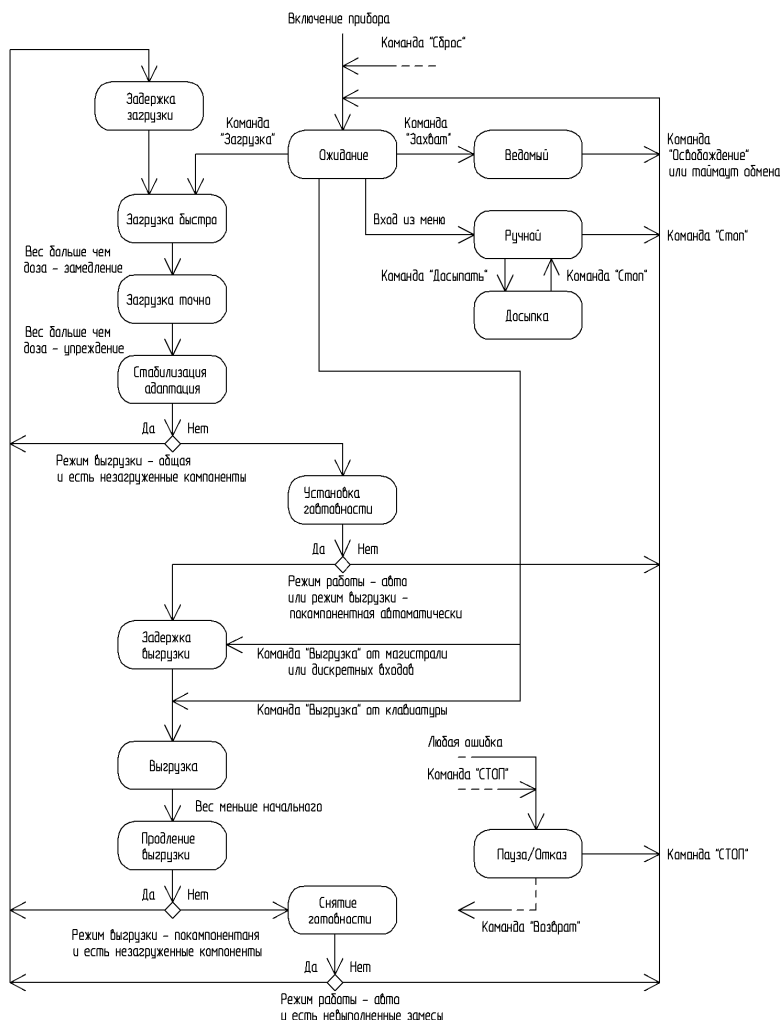 Включение прибора
Команда "Сброс"
Задержка
загрузки
Команда
"Загрузка"
Ожидание
Команда
"Захват"
Ведомый
Команда
"Освобождение"
или таймаут обмена
Загрузка быстро
Вход из меню
Ручной
Команда "Стоп"
Вес больше чем
доза - замедление
Команда "Досыпать"
Команда "Стоп"
Загрузка точно
Досыпка
Вес больше чем
доза - упреждение
Стабилизация
адаптация
Да
Нет
Режим выгрузки - общая
и есть незагруженные компоненты
Установка
говтовности
Да
Нет
Режим работы - авто
или режим выгрузки -
покомпонентная автоматически
Задержка
выгрузки
Команда "Выгрузка" от магистрали
или дискретных входов
Команда "Выгрузка" от клавиатуры
Любая ошибка
Выгрузка
Команда "СТОП"
Вес меньше начального
Продление
выгрузки
Пауза/Отказ
Команда "СТОП"
Да
Нет
Снятие
готовности
Режим выгрузки - покомпонентаня
и есть незагруженные компоненты
Команда "Возврат"
Да
Нет
Режим работы - авто
и есть невыполненные замесы